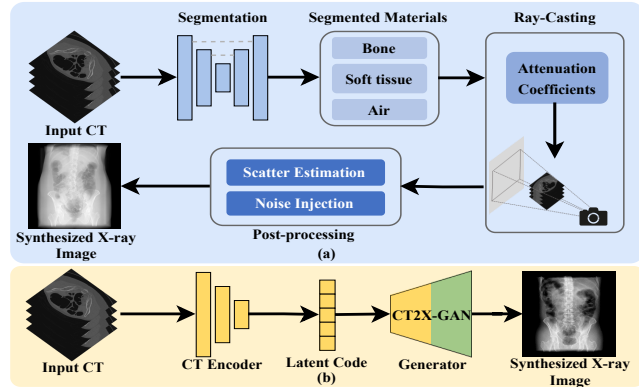 Segmentation
Segmented Materials
Ray-Casting
Bone
Soft tissue
Air
Attenuation
Coefficients
Input CT
Scatter Estimation
Noise Injection
Synthesized X-ray
Image
Post-processing
(a)
CT2X-GAN
Input CT
CT Encoder
Latent Code
Generator
(b)
Synthesized X-ray
Image